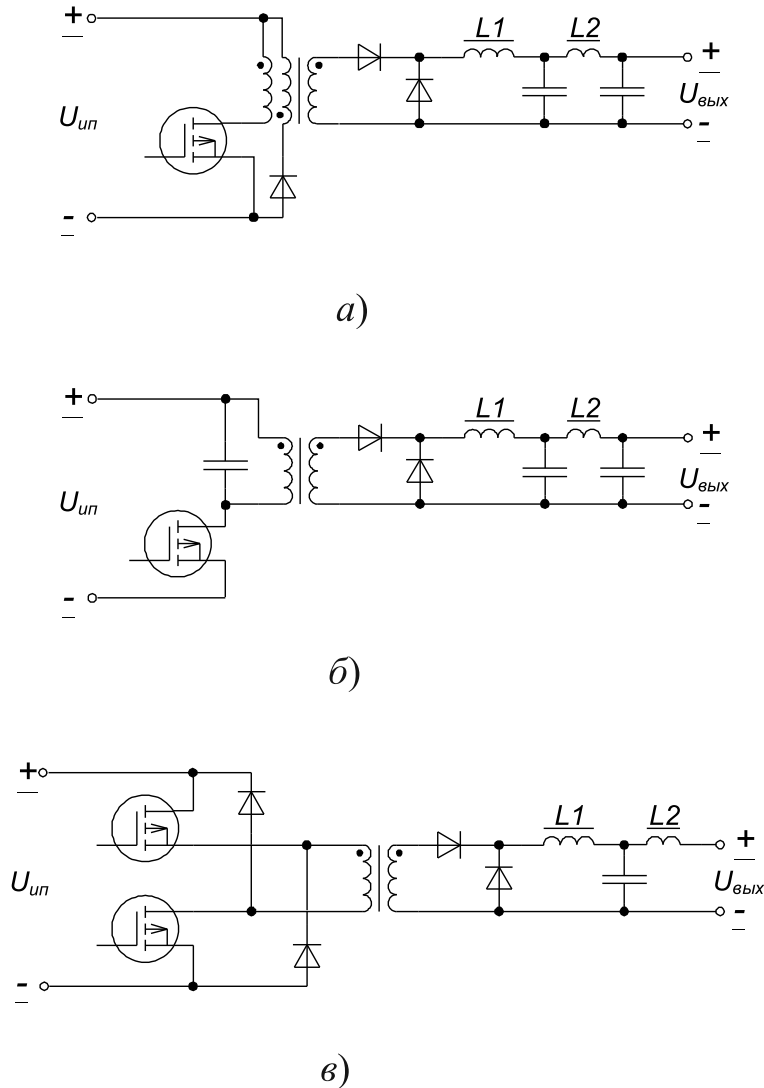 +
L1
L2
+
Uип
Uвых
-
-
а)
+
L1
L2
+
Uип
Uвых
-
-
б)
+
L1
L2
+
Uип
Uвых
-
-
в)